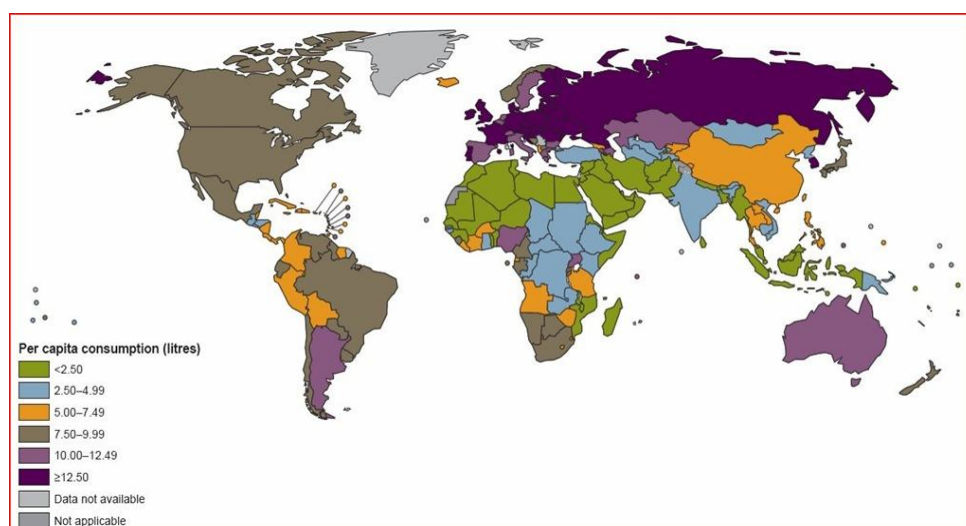 Per capita consumption (litres)
<2.50
2.50–4.99
5.00–7.49
7.50–9.99
10.00–12.49
≥12.50
Data not available
Not applicable